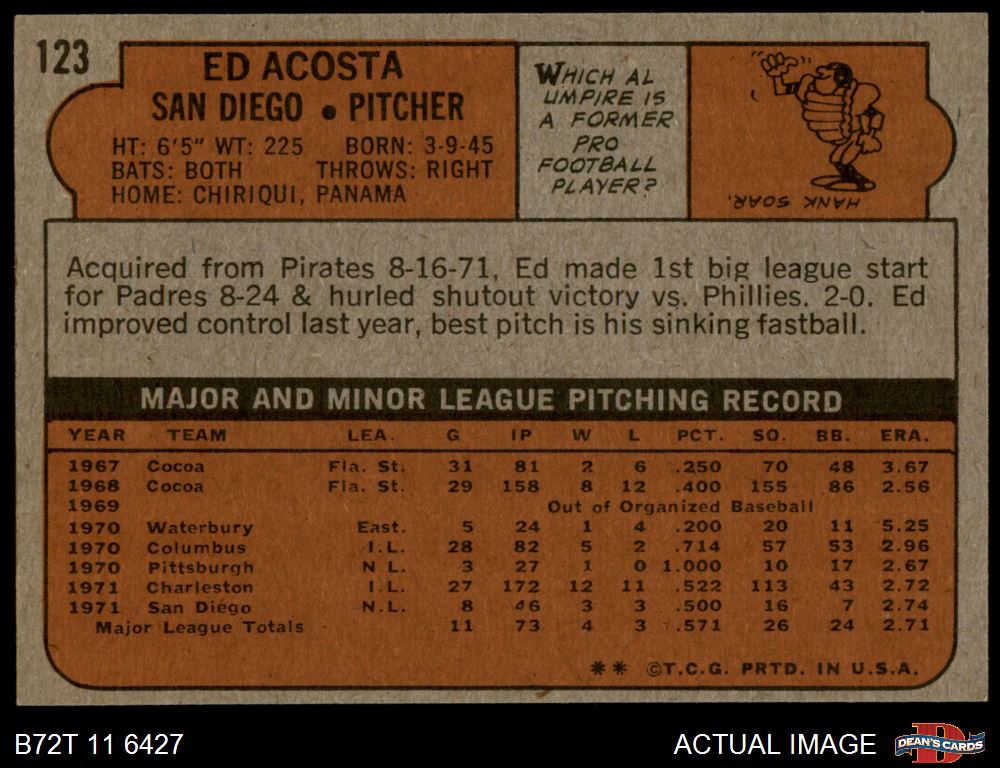 123
ED ACOSTA
SAN DIEGO • PITCHER
HT: 6'5" WT: 225 BORN: 3-9-45
BATS: BOTH THROWS: RIGHT
HOME: CHIRIQUI, PANAMA
WHICH AL
UMPIRE IS
A FORMER
PRO
FOOTBALL
PLAYER?
HANK SOAR.
Acquired from Pirates 8-16-71, Ed made 1st big league start
for Padres 8-24 & hurled shutout victory vs. Phillies. 2-0. Ed
improved control last year, best pitch is his sinking fastball.
MAJOR AND MINOR LEAGUE PITCHING RECORD
YEAR TEAM LEA. G IP W L PCT. SO. BB. ERA.
1967 Cocoa Fla. St. 31 81 2 6 .250 70 48 3.67
1968 Cocoa Fla. St. 29 158 8 12 .400 155 86 2.56
1969 Out of Organized Baseball
1970 Waterbury East. 5 24 1 4 .200 20 11 5.25
1970 Columbus I.L. 28 82 5 2 .714 57 53 2.96
1970 Pittsburgh N L. 3 27 1 0 1.000 10 17 2.67
1971 Charleston I.L. 27 172 12 11 .522 113 43 2.72
1971 San Diego N.L. 8 46 3 3 .500 16 7 2.74
Major League Totals 11 73 4 3 .571 26 24 2.71
** ©T.C.G. PRTD. IN U.S.A.
B72T 11 6427
ACTUAL IMAGE
D
DEAN'S CARDS